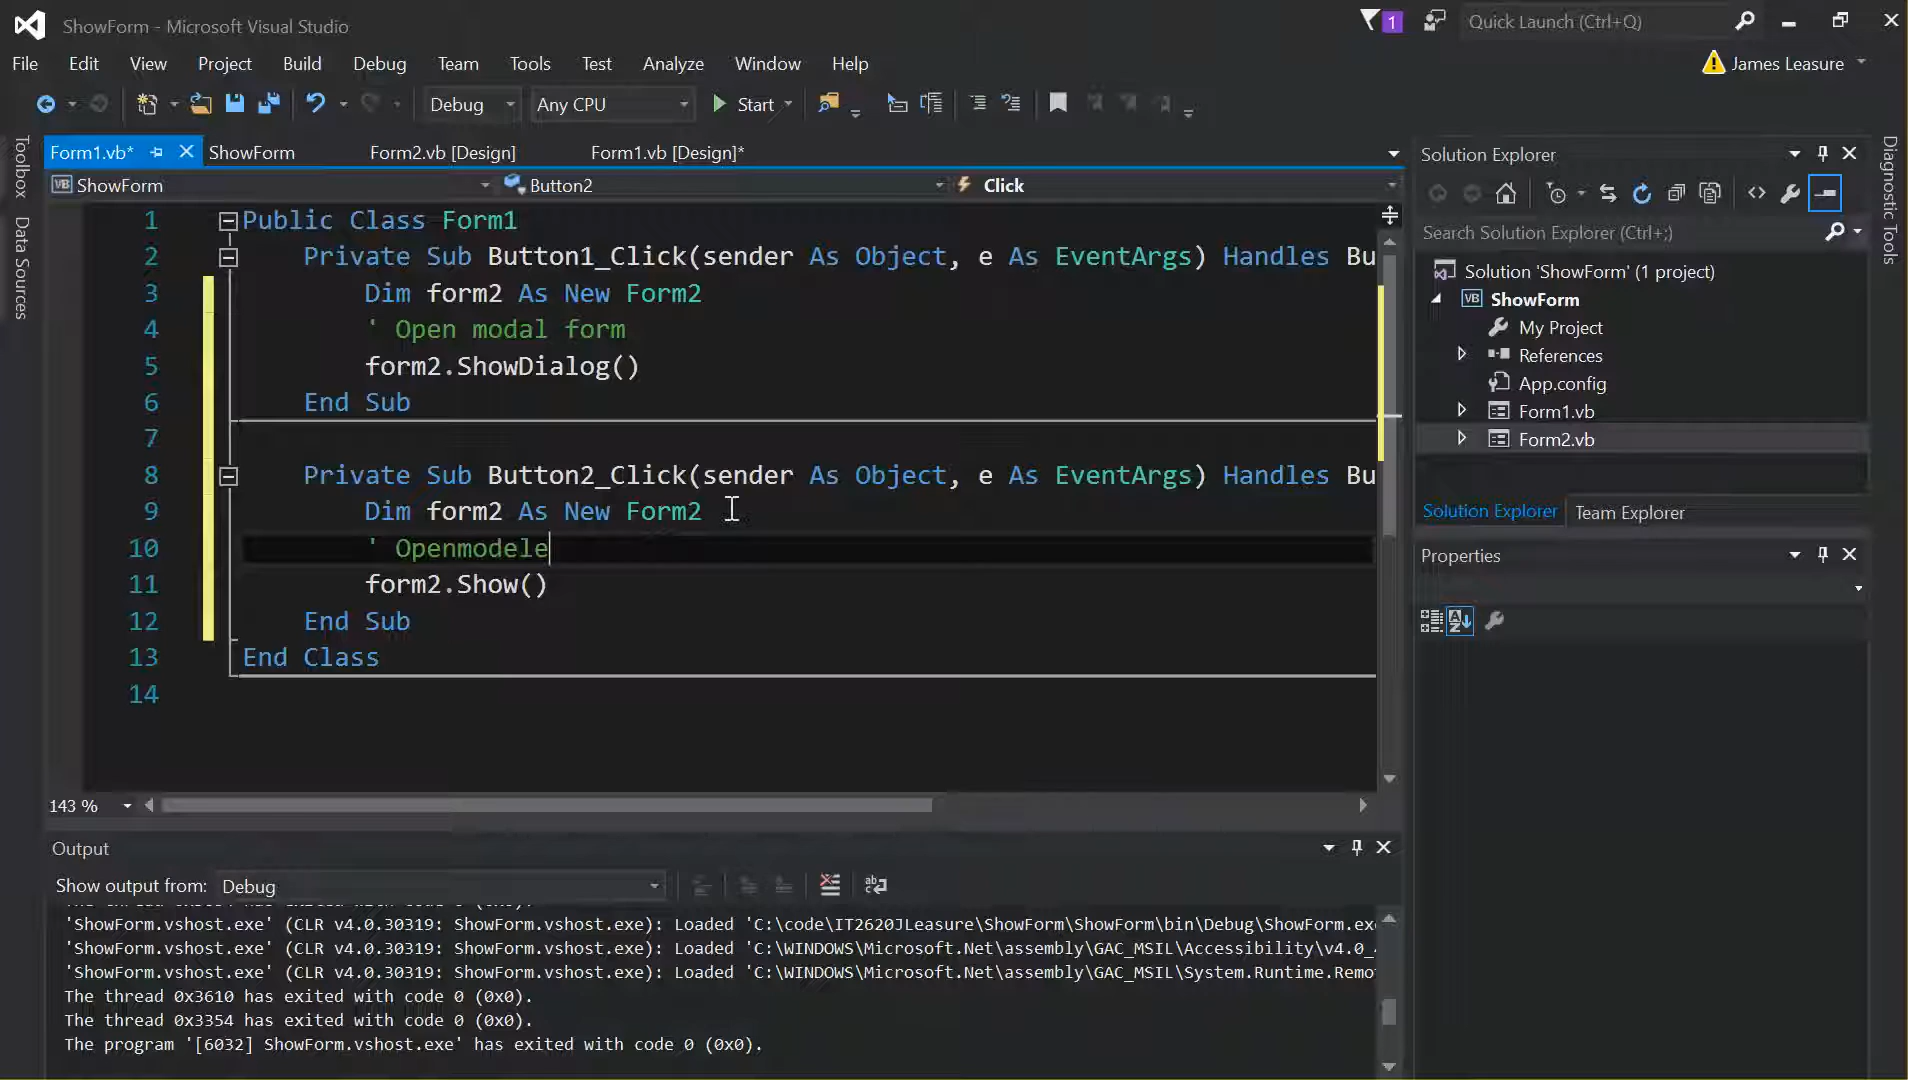 ShowForm - Microsoft Visual Studio
1
Quick Launch (Ctrl+Q)
File Edit View Project Build Debug Team Tools Test Analyze Window Help
James Leasure
Debug Any CPU Start
Toolbox
Data Sources
Form1.vb* ShowForm Form2.vb [Design] Form1.vb [Design]*
VB ShowForm Button2 Click
1 Public Class Form1
2 Private Sub Button1_Click(sender As Object, e As EventArgs) Handles Bu
3 Dim form2 As New Form2
4 ' Open modal form
5 form2.ShowDialog()
6 End Sub
7
8 Private Sub Button2_Click(sender As Object, e As EventArgs) Handles Bu
9 Dim form2 As New Form2
10 ' Openmodele
11 form2.Show()
12 End Sub
13 End Class
14
143 %
Output
Show output from: Debug
'ShowForm.vshost.exe' (CLR v4.0.30319: ShowForm.vshost.exe): Loaded 'C:\code\IT2620JLeasure\ShowForm\ShowForm\bin\Debug\ShowForm.exe
'ShowForm.vshost.exe' (CLR v4.0.30319: ShowForm.vshost.exe): Loaded 'C:\WINDOWS\Microsoft.Net\assembly\GAC_MSIL\Accessibility\v4.0_
'ShowForm.vshost.exe' (CLR v4.0.30319: ShowForm.vshost.exe): Loaded 'C:\WINDOWS\Microsoft.Net\assembly\GAC_MSIL\System.Runtime.Remo
The thread 0x3610 has exited with code 0 (0x0).
The thread 0x3354 has exited with code 0 (0x0).
The program '[6032] ShowForm.vshost.exe' has exited with code 0 (0x0).
Solution Explorer
Search Solution Explorer (Ctrl+;)
Solution 'ShowForm' (1 project)
VB ShowForm
My Project
References
App.config
Form1.vb
Form2.vb
Solution Explorer Team Explorer
Properties
Diagnostic Tools